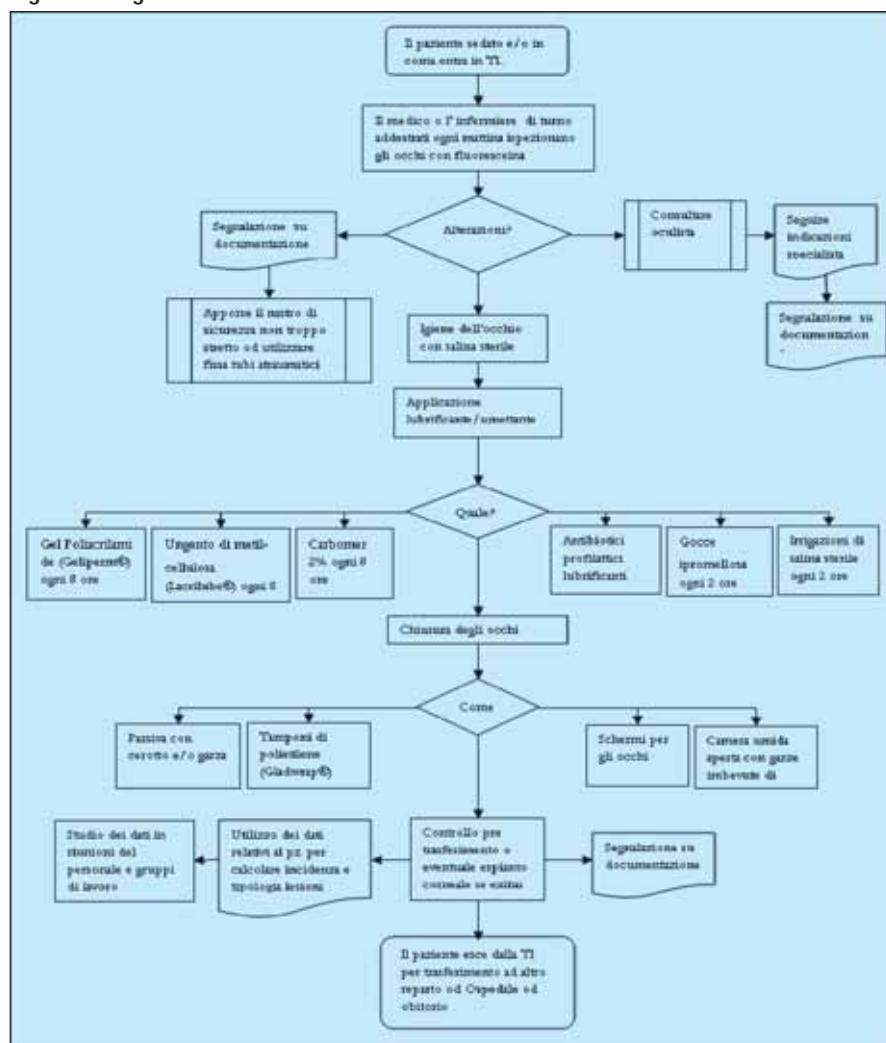 Il paziente sedato e/o in
coma entra in TI.
Il medico o l' infermiere di turno
addestrati ogni mattina ispezionano
gli occhi con fluoresceina
Alterazioni?
Segnalazione su
documentazione
Consultare
oculista
Seguire
indicazioni
specialista
Apporre il nastro di
sicurezza non troppo
stretto od utilizzare
fissa tubi atraumatici
Igiene dell'occhio
con salina sterile
Segnalazione su
documentazion
Applicazione
lubrificante/umettante
Quale?
Gel Poliacrilami
de (Geliperm®)
ogni 8 ore
Unguento di metil-
cellulosa
(Lacrilube®) ogni 8
Carbomer
2% ogni 8
ore
Antibiotici
profilattici
lubrificanti
Gocce
ipromellosa
ogni 2 ore
Irrigazioni di
salina sterile
ogni 2 ore
Chiusura degli occhi
Come
Passiva con
cerotto e/o garza
Tamponi di
polietilene
(Gladwrap®)
Schermi per
gli occhi
Camera umida
aperta con garze
imbevute di
Studio dei dati in
riunioni del
personale e gruppi
di lavoro
Utilizzo dei dati
relativi al pz. per
calcolare incidenza e
tipologia lesioni
Controllo pre
trasferimento o
eventuale espianto
corneale se exitus
Segnalazione su
documentazione
Il paziente esce dalla TI
per trasferimento ad altro
reparto od Ospedale od
obitorio